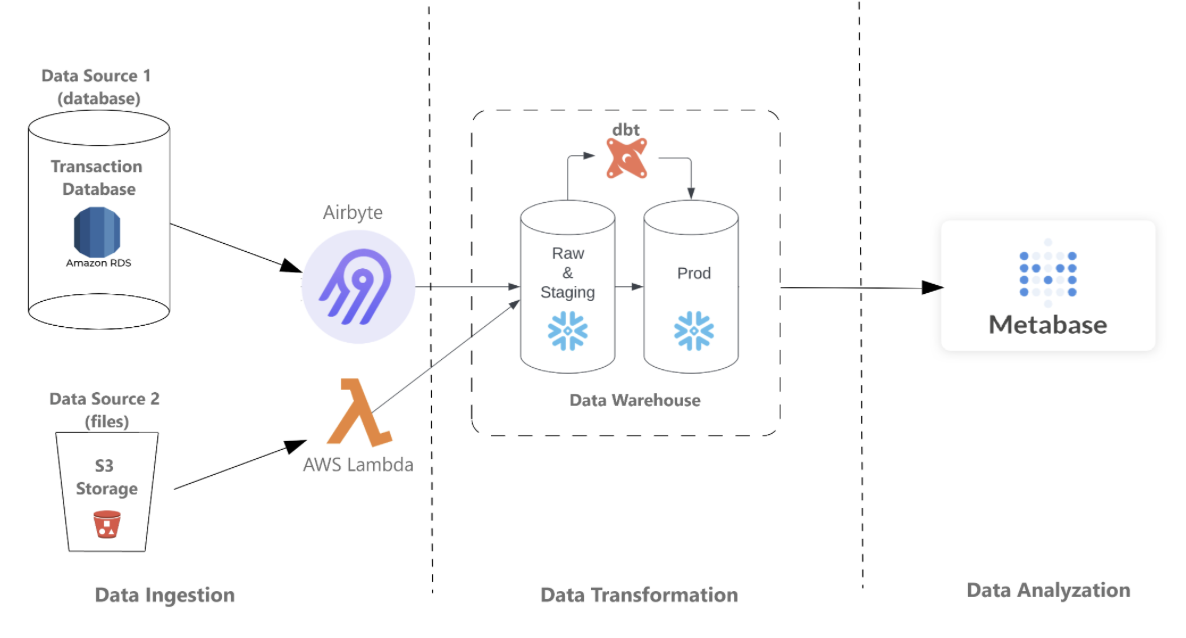 Data Source 1
(database)
Transaction
Database
Amazon RDS
Airbyte
Data Source 2
(files)
S3
Storage
AWS Lambda
Data Ingestion
dbt
Raw
&
Staging
Prod
Data Warehouse
Data Transformation
Metabase
Data Analyzation